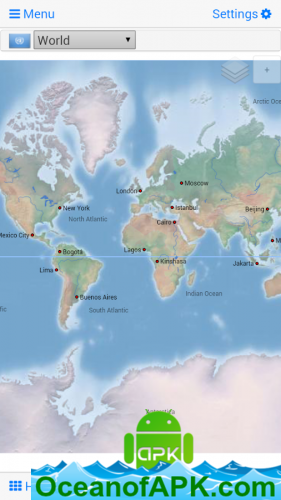 Menu
Settings
World
+
Arctic Oce
Moscow
London
New York
Istanbul
Beijing
North Atlantic
Cairo
Mexico City
M
Bogota
Lagos
Kinshasa
Jakarta
Lima
Indian Ocean
Buenos Aires
South Atlantic
APK
H
OceanofAPK.com